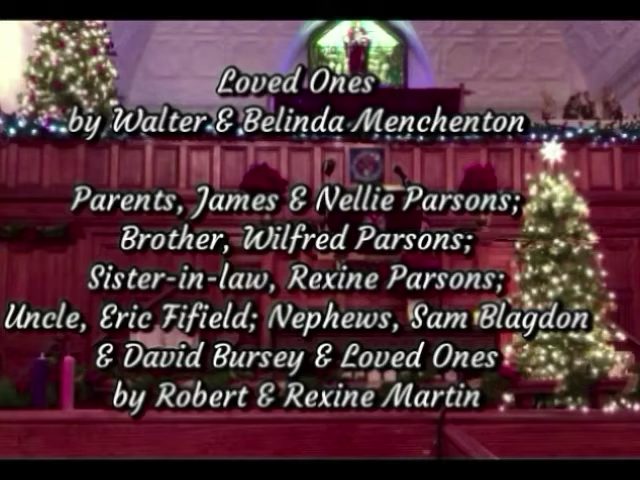 Loved Ones
by Walter & Belinda Menchenton
Parents, James & Nellie Parsons;
Brother, Wilfred Parsons;
Sister-in-law, Rexine Parsons;
Uncle, Eric Fifield; Nephews, Sam Blagdon
& David Bursey & Loved Ones
by Robert & Rexine Martin